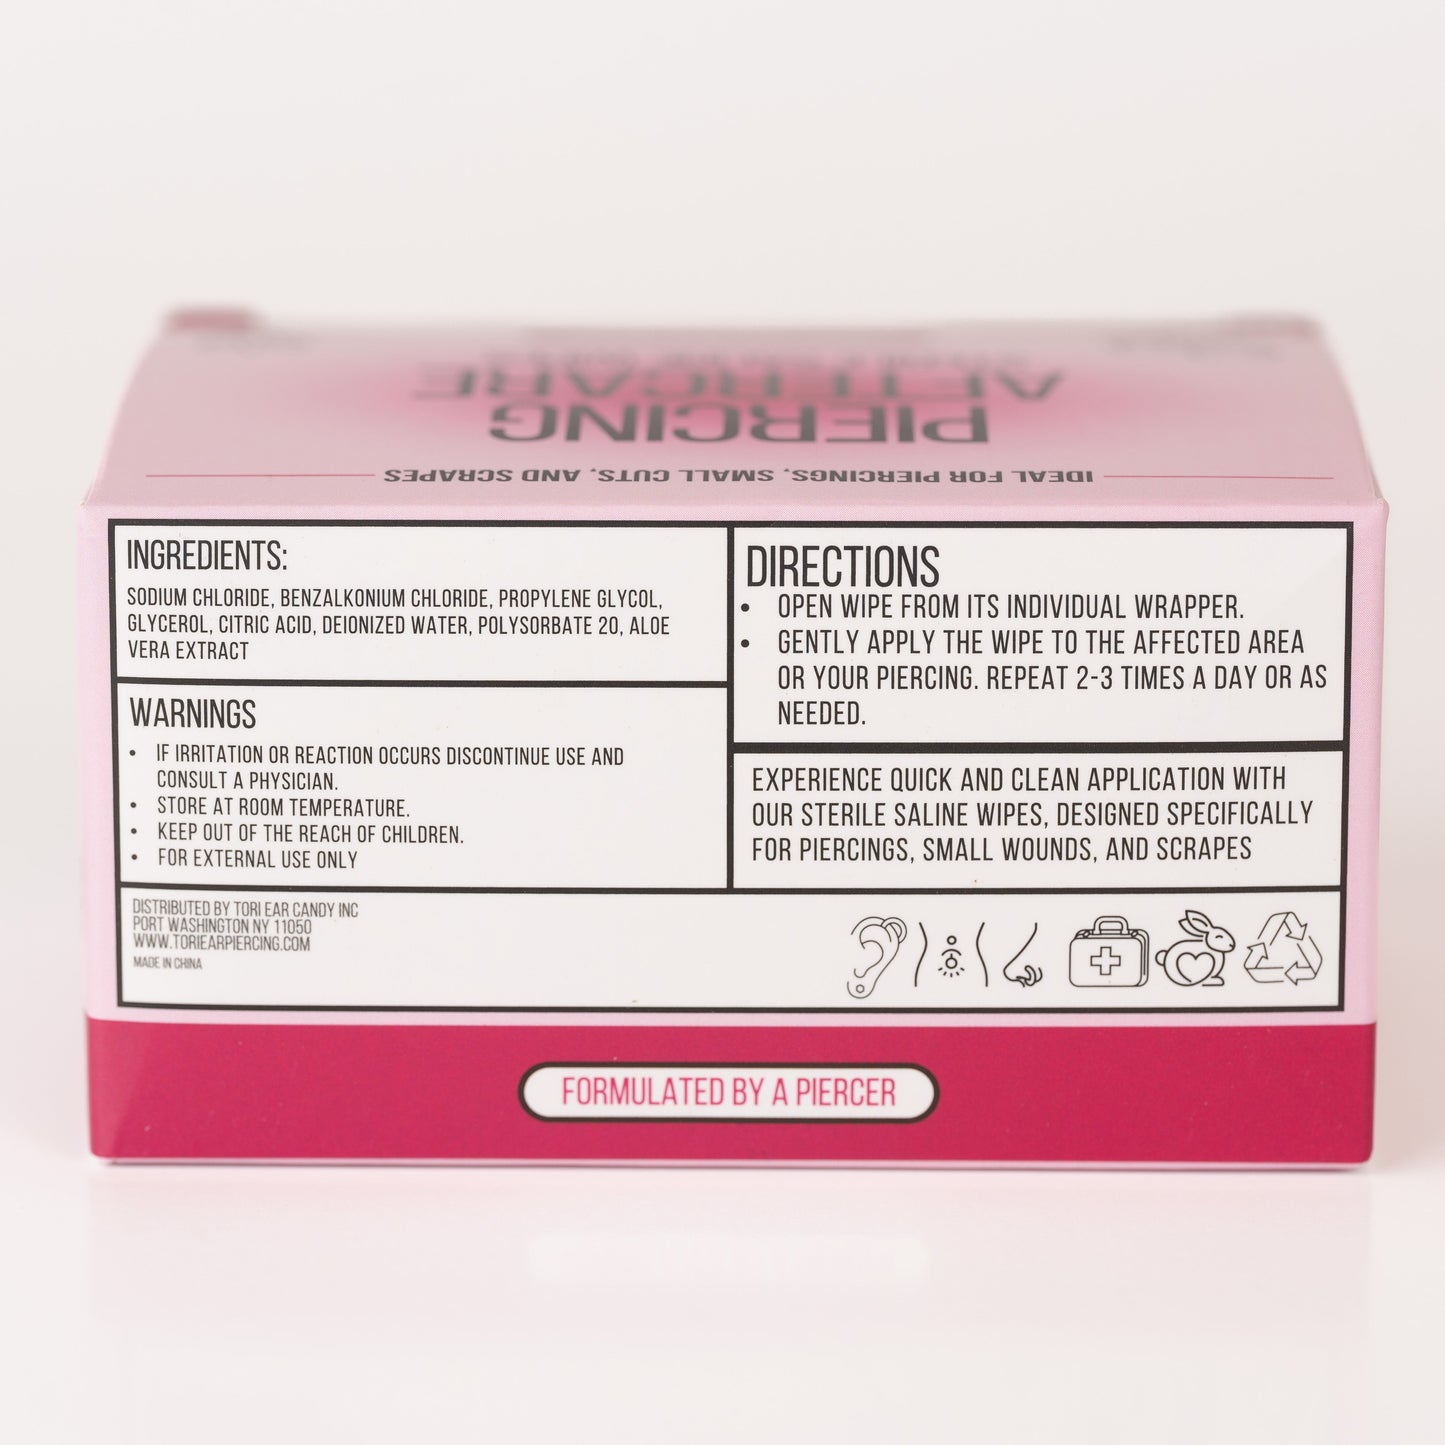 PIERCING
AFTERCARE
IDEAL FOR PIERCINGS, SMALL CUTS, AND SCRAPES
INGREDIENTS:
SODIUM CHLORIDE, BENZALKONIUM CHLORIDE, PROPYLENE GLYCOL,
GLYCEROL, CITRIC ACID, DEIONIZED WATER, POLYSORBATE 20, ALOE
VERA EXTRACT
WARNINGS
• IF IRRITATION OR REACTION OCCURS DISCONTINUE USE AND
CONSULT A PHYSICIAN.
• STORE AT ROOM TEMPERATURE.
• KEEP OUT OF THE REACH OF CHILDREN.
• FOR EXTERNAL USE ONLY
DIRECTIONS
• OPEN WIPE FROM ITS INDIVIDUAL WRAPPER.
• GENTLY APPLY THE WIPE TO THE AFFECTED AREA
OR YOUR PIERCING. REPEAT 2-3 TIMES A DAY OR AS
NEEDED.
EXPERIENCE QUICK AND CLEAN APPLICATION WITH
OUR STERILE SALINE WIPES, DESIGNED SPECIFICALLY
FOR PIERCINGS, SMALL WOUNDS, AND SCRAPES
DISTRIBUTED BY TORI EAR CANDY INC
PORT WASHINGTON NY 11050
WWW.TORIEARPIERCING.COM
MADE IN CHINA
FORMULATED BY A PIERCER